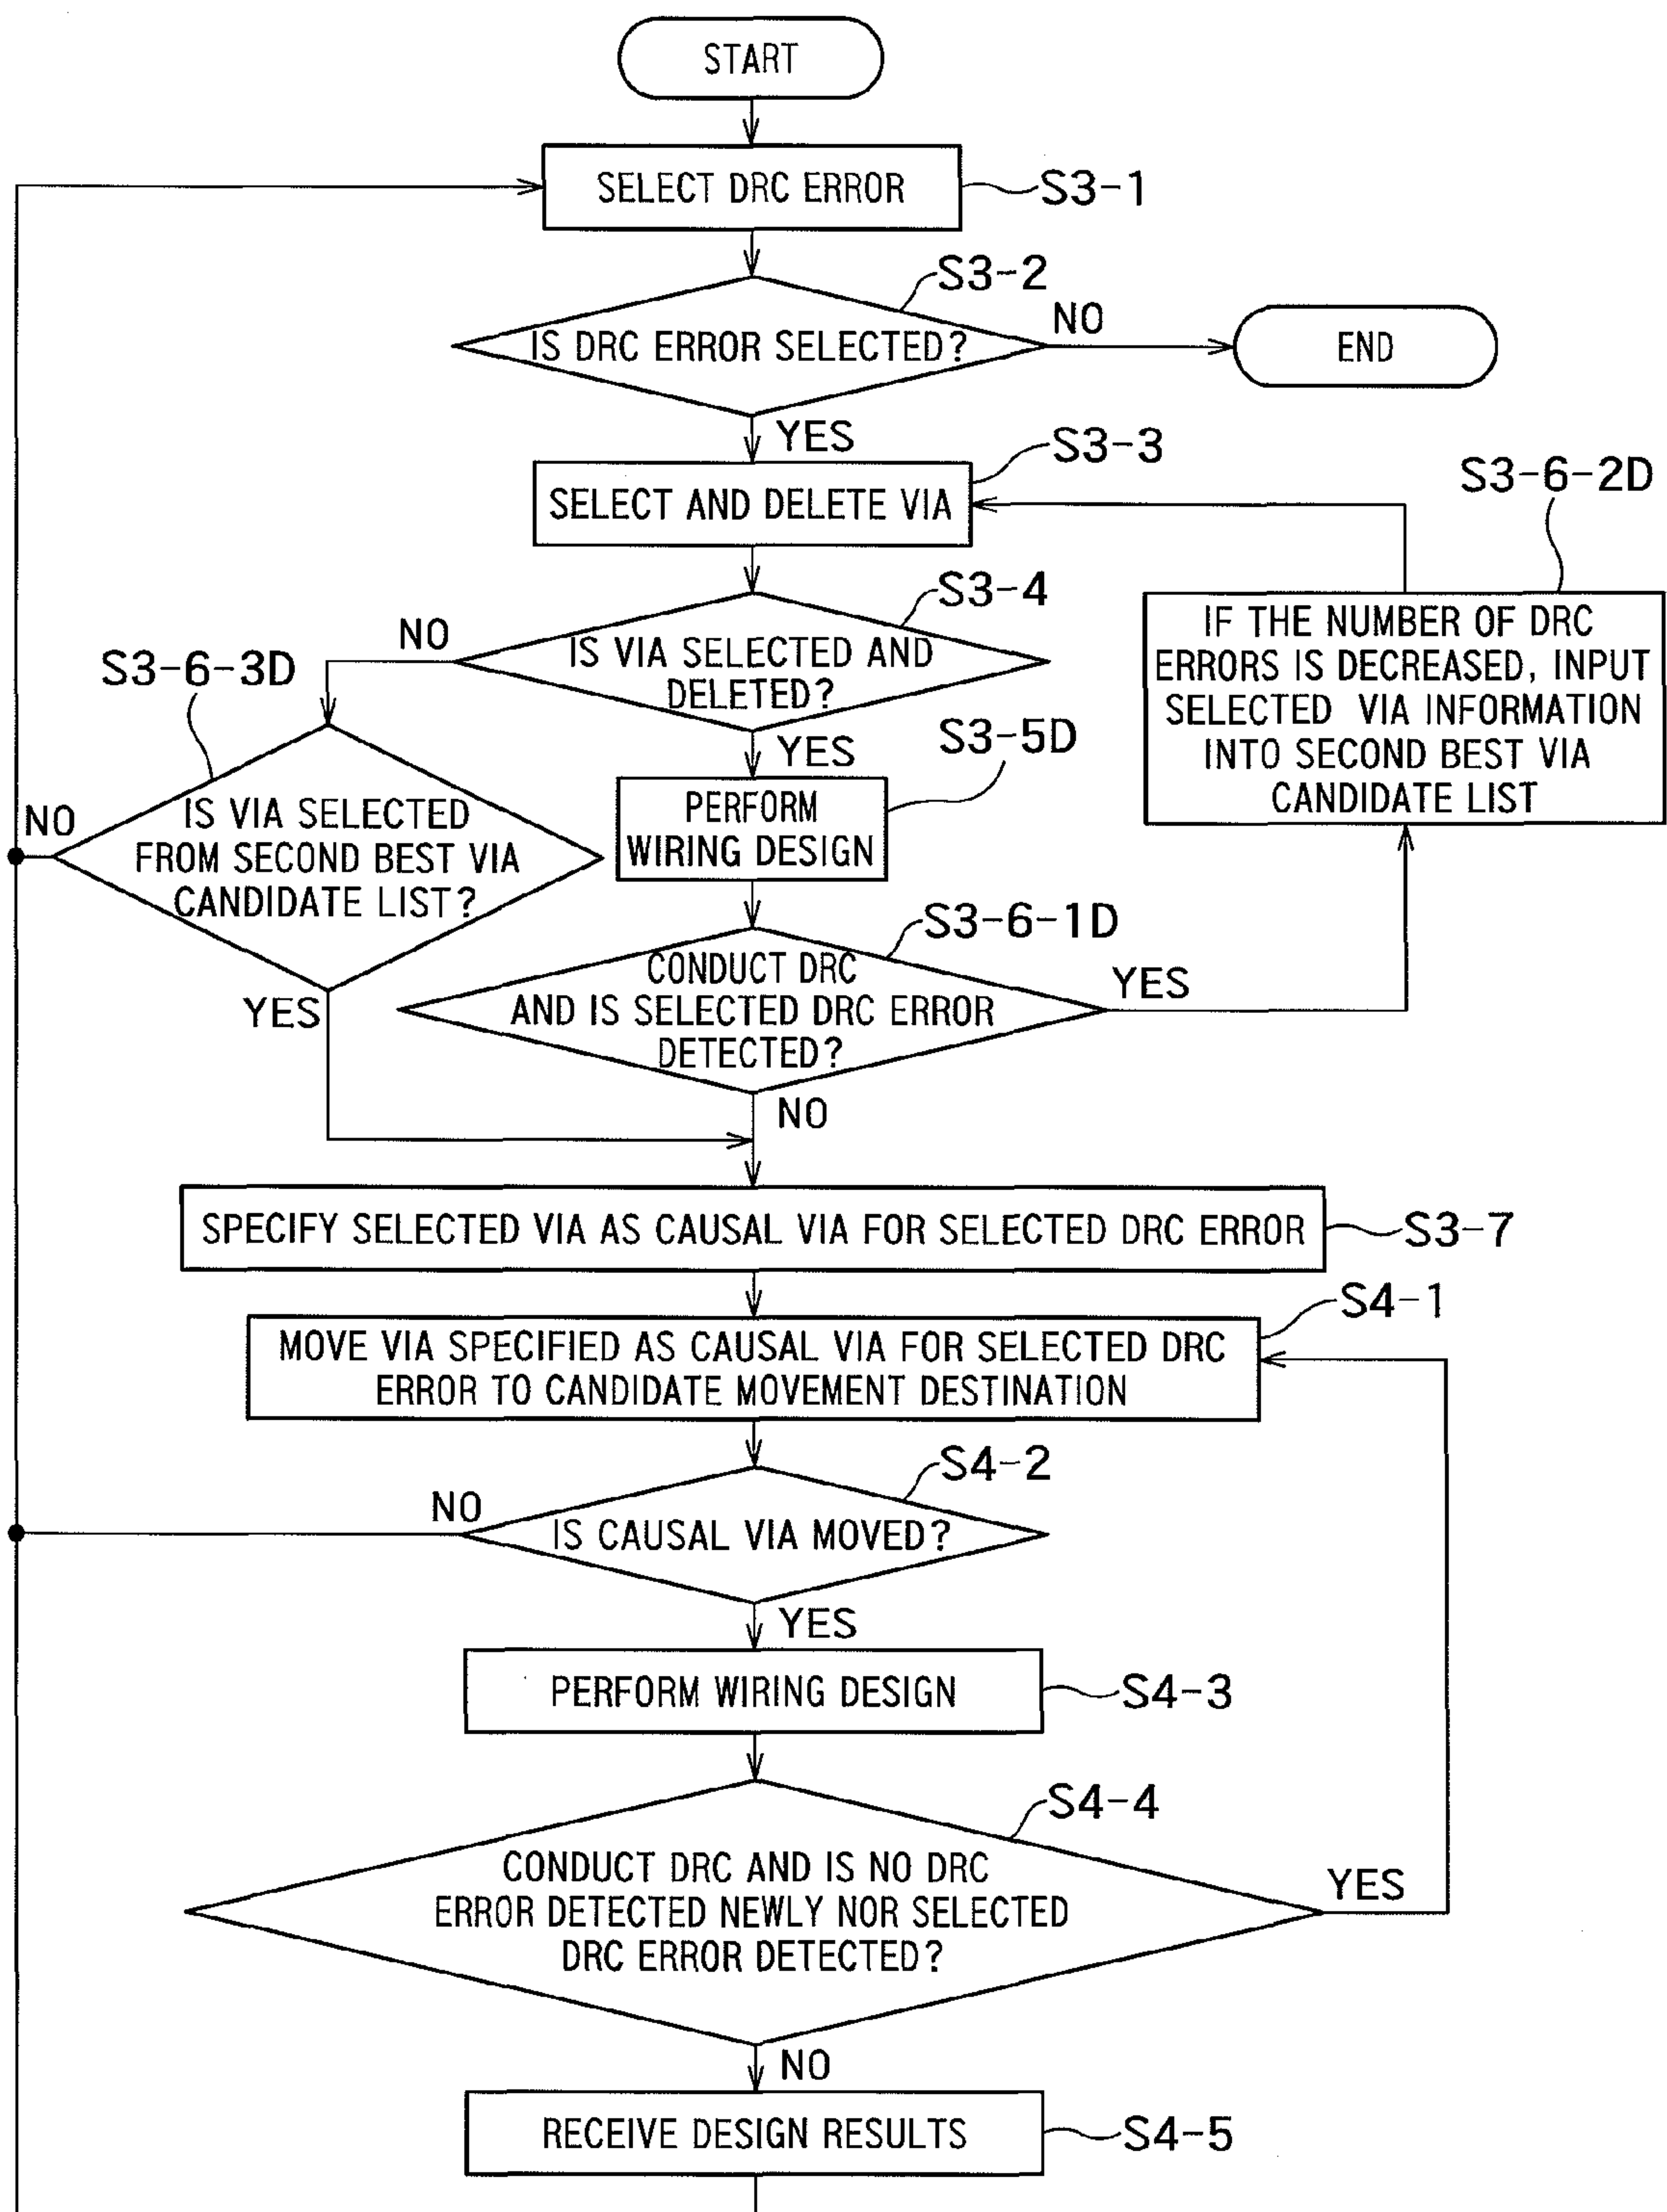 START
SELECT DRC ERROR
S3-1
S3-2
IS DRC ERROR SELECTED?
NO
END
YES
S3-3
SELECT AND DELETE VIA
S3-6-2D
IF THE NUMBER OF DRC
ERRORS IS DECREASED, INPUT
SELECTED VIA INFORMATION
INTO SECOND BEST VIA
CANDIDATE LIST
S3-4
IS VIA SELECTED AND
DELETED?
NO
S3-6-3D
YES
S3-5D
PERFORM
WIRING DESIGN
NO
IS VIA SELECTED
FROM SECOND BEST VIA
CANDIDATE LIST?
YES
S3-6-1D
CONDUCT DRC
AND IS SELECTED DRC ERROR
DETECTED?
YES
NO
SPECIFY SELECTED VIA AS CAUSAL VIA FOR SELECTED DRC ERROR
S3-7
S4-1
MOVE VIA SPECIFIED AS CAUSAL VIA FOR SELECTED DRC
ERROR TO CANDIDATE MOVEMENT DESTINATION
S4-2
NO
IS CAUSAL VIA MOVED?
YES
PERFORM WIRING DESIGN
S4-3
S4-4
CONDUCT DRC AND IS NO DRC
ERROR DETECTED NEWLY NOR SELECTED
DRC ERROR DETECTED?
YES
NO
RECEIVE DESIGN RESULTS
S4-5